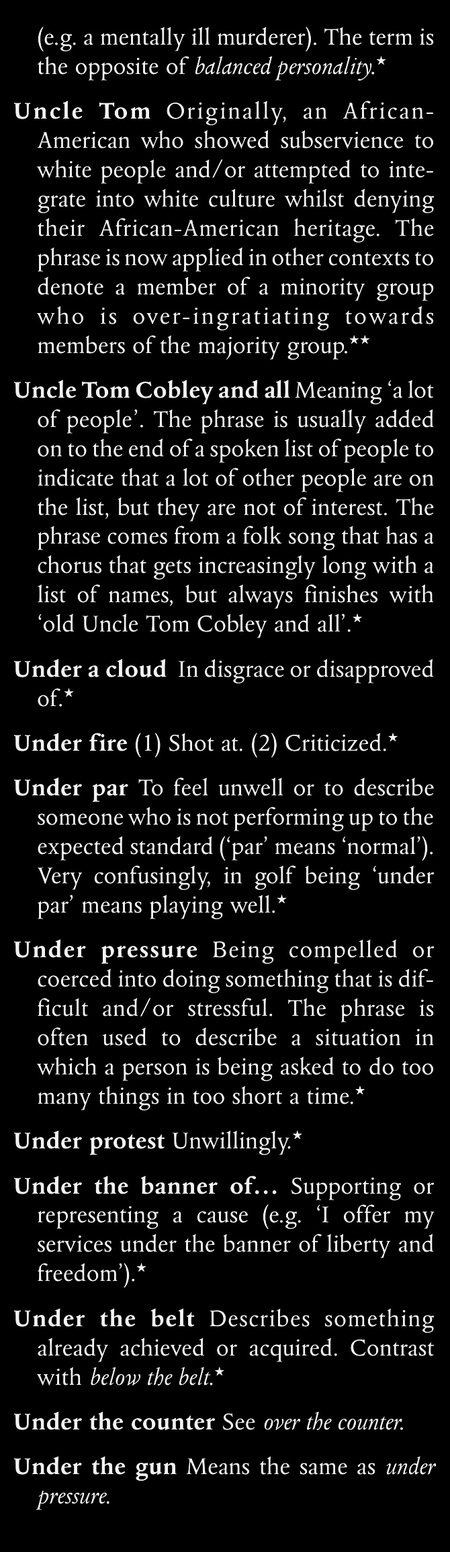 (e.g. a mentally ill murderer). The term is
the opposite of balanced personality.★
Uncle Tom Originally, an African-
American who showed subservience to
white people and/or attempted to inte-
grate into white culture whilst denying
their African-American heritage. The
phrase is now applied in other contexts to
denote a member of a minority group
who is over-ingratiating towards
members of the majority group.★★
Uncle Tom Cobley and all Meaning ‘a lot
of people’. The phrase is usually added
on to the end of a spoken list of people to
indicate that a lot of other people are on
the list, but they are not of interest. The
phrase comes from a folk song that has a
chorus that gets increasingly long with a
list of names, but always finishes with
‘old Uncle Tom Cobley and all’.★
Under a cloud In disgrace or disapproved
of.★
Under fire (1) Shot at. (2) Criticized.★
Under par To feel unwell or to describe
someone who is not performing up to the
expected standard (‘par’ means ‘normal’).
Very confusingly, in golf being ‘under
par’ means playing well.★
Under pressure Being compelled or
coerced into doing something that is dif-
ficult and/or stressful. The phrase is
often used to describe a situation in
which a person is being asked to do too
many things in too short a time.★
Under protest Unwillingly.★
Under the banner of... Supporting or
representing a cause (e.g. ‘I offer my
services under the banner of liberty and
freedom’).★
Under the belt Describes something
already achieved or acquired. Contrast
with below the belt.★
Under the counter See over the counter.
Under the gun Means the same as under
pressure.